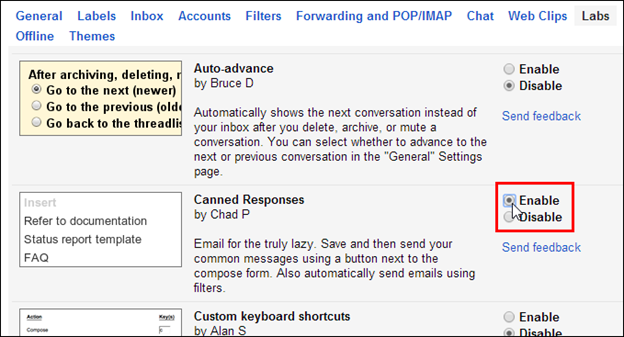 General Labels Inbox Accounts Filters Forwarding and POP/IMAP Chat Web Clips Labs
Offline Themes
After archiving, deleting, r
Go to the next (newer)
Go to the previous (olde
Go back to the threadlis
Auto-advance
by Bruce D
Automatically shows the next conversation instead of
your inbox after you delete, archive, or mute a
conversation. You can select whether to advance to the
next or previous conversation in the "General" Settings
page.
Enable
Disable
Send feedback
Insert
Refer to documentation
Status report template
FAQ
Canned Responses
by Chad P
Email for the truly lazy. Save and then send your
common messages using a button next to the
compose form. Also automatically send emails using
filters.
Enable
Disable
Send feedback
Action Key(s)
Compose
Custom keyboard shortcuts
by Alan S
Enable
Disable